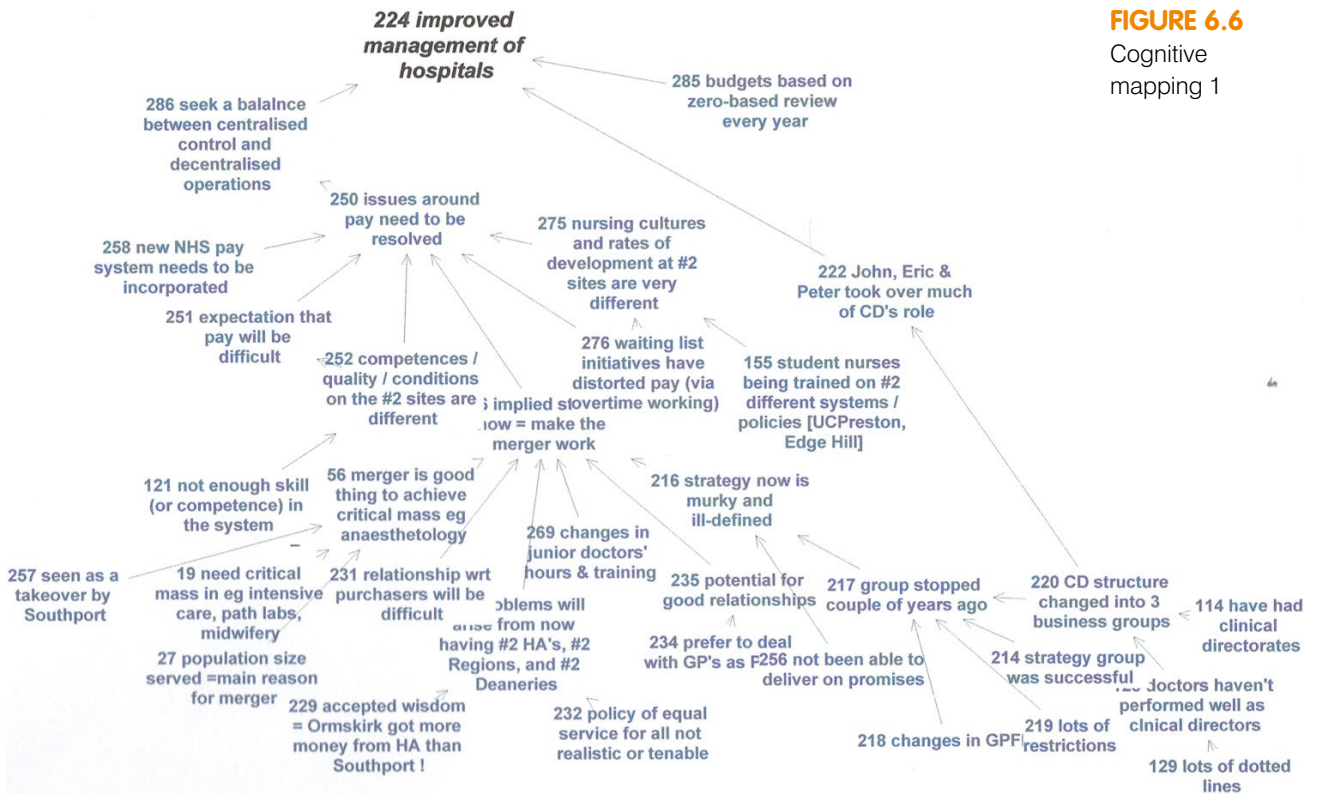 224 improved
management of
hospitals
FIGURE 6.6
Cognitive
mapping 1
285 budgets based on
zero-based review
every year
286 seek a balalnce
between centralised
control and
decentralised
operations
250 issues around
pay need to be
resolved
275 nursing cultures
and rates of
development at #2
sites are very
different
258 new NHS pay
system needs to be
incorporated
222 John, Eric &
Peter took over much
of CD's role
251 expectation that
pay will be
difficult
276 waiting list
initiatives have
distorted pay (via
overtime working)
252 competences /
quality / conditions
on the #2 sites are
different
155 student nurses
being trained on #2
different systems /
policies [UCPreston,
Edge Hill]
implied
= make the
merger work
121 not enough skill
(or competence) in
the system
56 merger is good
thing to achieve
critical mass eg
anaesthetology
216 strategy now is
murky and
ill-defined
269 changes in
junior doctors'
hours & training
257 seen as a
takeover by
Southport
19 need critical
mass in eg intensive
care, path labs,
midwifery
231 relationship wrt
purchasers will be
difficult
235 potential for
good relationships
217 group stopped
couple of years ago
220 CD structure
changed into 3
business groups
114 have had
clinical
directorates
will
from now
having #2 HA's, #2
Regions, and #2
Deaneries
27 population size
served =main reason
for merger
234 prefer to deal
with GP's as
256 not been able to
deliver on promises
214 strategy group
was successful
doctors haven't
performed well as
clnical directors
229 accepted wisdom
= Ormskirk got more
money from HA than
Southport !
232 policy of equal
service for all not
realistic or tenable
218 changes in
219 lots of
restrictions
129 lots of dotted
lines